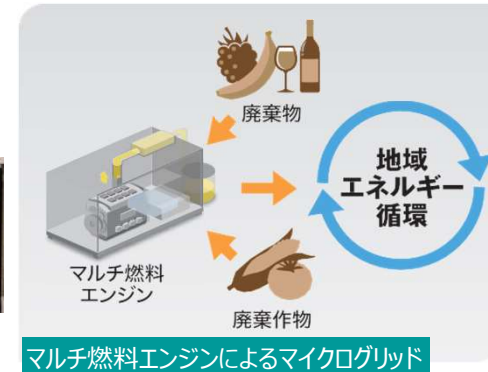 廃棄物
地域
エネルギー
循環
マルチ燃料
エンジン
廃棄作物
マルチ燃料エンジンによるマイクログリッド